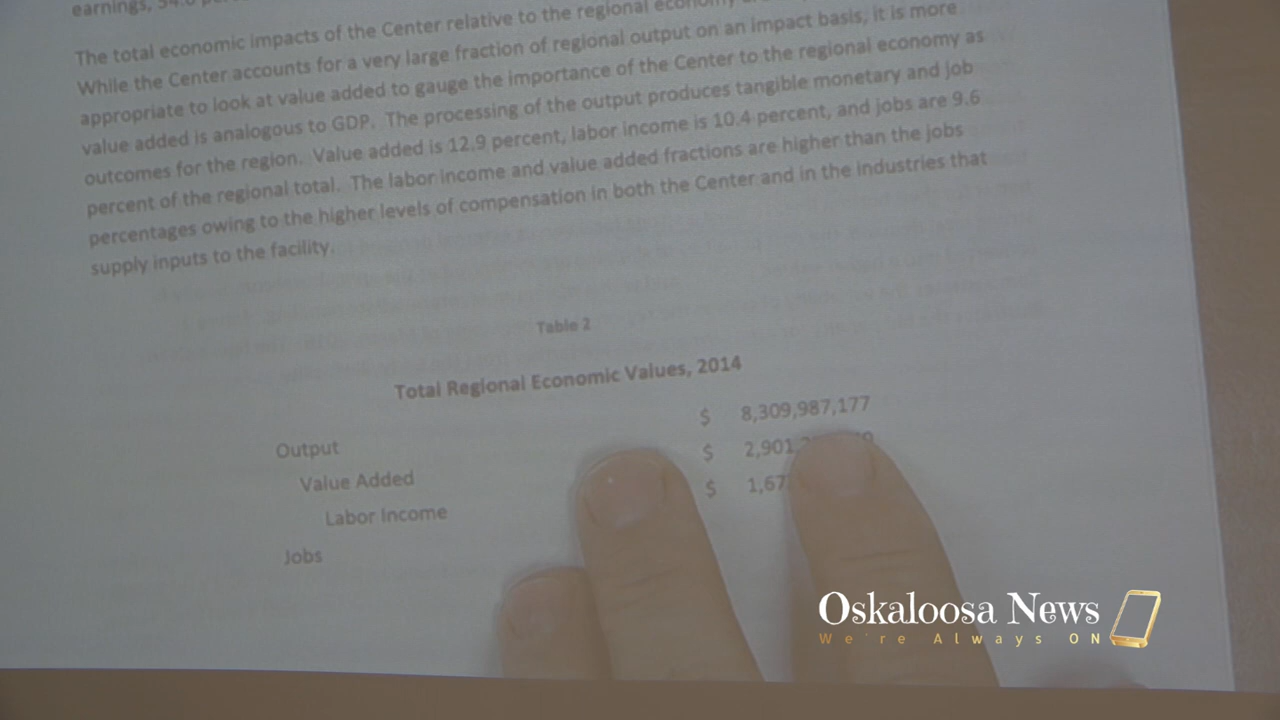 earnings,
The total economic impacts of the Center relative to the regional economy
While the Center accounts for a very large fraction of regional output on an impact basis, it is more
appropriate to look at value added to gauge the importance of the Center to the regional economy as
value added is analogous to GDP. The processing of the output produces tangible monetary and job
outcomes for the region. Value added is 12.9 percent, labor income is 10.4 percent, and jobs are 9.6
percent of the regional total. The labor income and value added fractions are higher than the jobs
percentages owing to the higher levels of compensation in both the Center and in the industries that
supply inputs to the facility.
Table 2
Total Regional Economic Values, 2014
Output $ 8,309,987,177
Value Added $ 2,901
Labor Income $ 1,67
Jobs
Oskaloosa News
We're Always ON